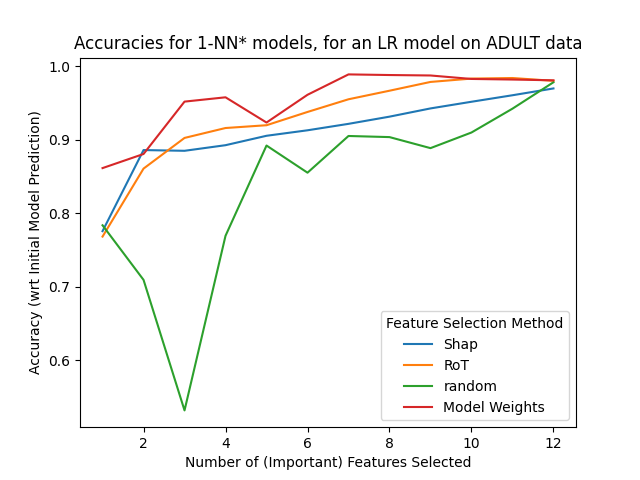 Accuracies for 1-NN* models, for an LR model on ADULT data
1.0
0.9
0.8
0.7
0.6
Accuracy (wrt Initial Model Prediction)
Feature Selection Method
Shap
RoT
random
Model Weights
2
4
6
8
10
12
Number of (Important) Features Selected